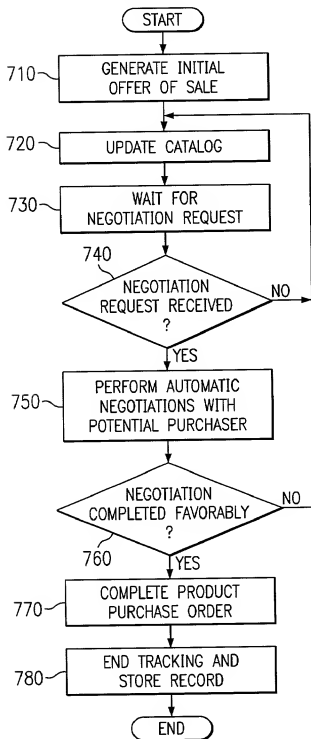 START
710
GENERATE INITIAL
OFFER OF SALE
720
UPDATE CATALOG
730
WAIT FOR
NEGOTIATION REQUEST
740
NEGOTIATION
REQUEST RECEIVED
?
NO
YES
750
PERFORM AUTOMATIC
NEGOTIATIONS WITH
POTENTIAL PURCHASER
NEGOTIATION
COMPLETED FAVORABLY
?
NO
760
YES
770
COMPLETE PRODUCT
PURCHASE ORDER
780
END TRACKING AND
STORE RECORD
END